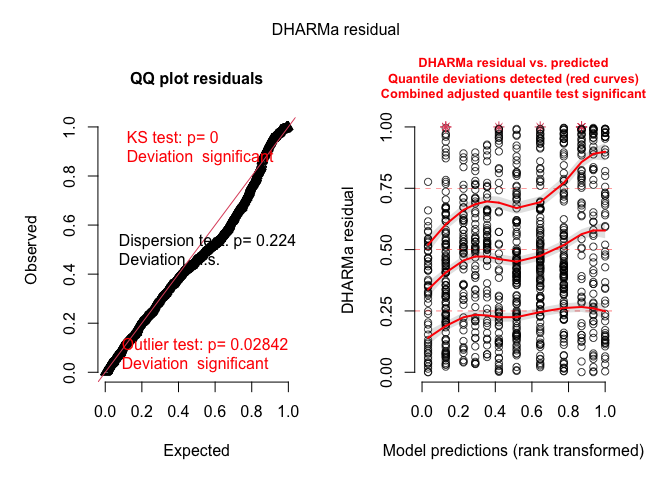 DHARMa residual
QQ plot residuals
KS test: p= 0
Deviation significant
Dispersion test: p= 0.224
Deviation n.s.
Outlier test: p= 0.02842
Deviation significant
Observed
0.0 0.2 0.4 0.6 0.8 1.0
0.0 0.2 0.4 0.6 0.8 1.0
Expected
DHARMa residual vs. predicted
Quantile deviations detected (red curves)
Combined adjusted quantile test significant
DHARMa residual
0.00 0.25 0.50 0.75 1.00
0.0 0.2 0.4 0.6 0.8 1.0
Model predictions (rank transformed)